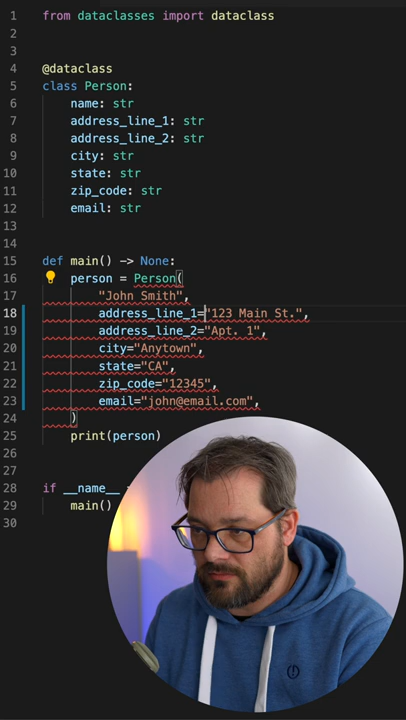 1 from dataclasses import dataclass
2
3
4 @dataclass
5 class Person:
6 name: str
7 address_line_1: str
8 address_line_2: str
9 city: str
10 state: str
11 zip_code: str
12 email: str
13
14
15 def main() -> None:
16 person = Person(
17 "John Smith",
18 address_line_1="123 Main St.",
19 address_line_2="Apt. 1",
20 city="Anytown",
21 state="CA",
22 zip_code="12345",
23 email="john@email.com",
24 )
25 print(person)
26
27
28 if __name__
29 main()
30